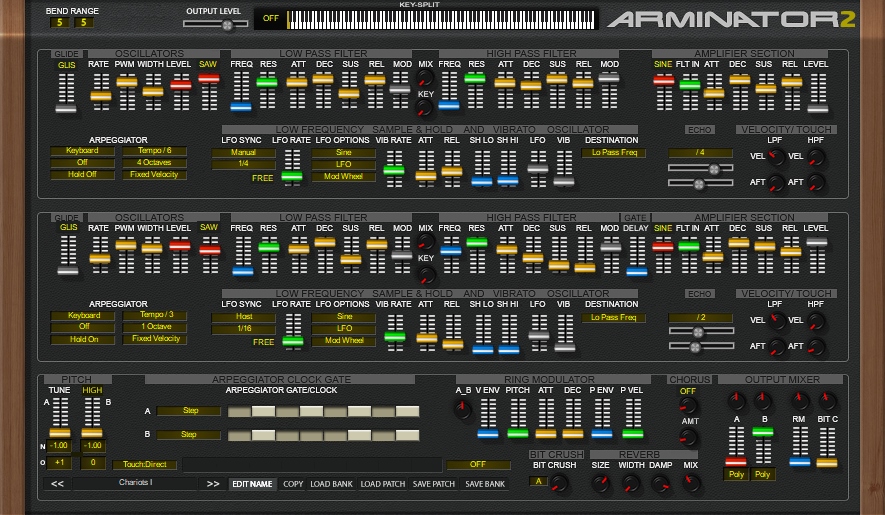 BEND RANGE
5 5
OUTPUT LEVEL
OFF
KEY-SPLIT
ARMINATOR2
GLIDE OSCILLATORS LOW PASS FILTER HIGH PASS FILTER AMPLIFIER SECTION
GLIS RATE PWM WIDTH LEVEL SAW FREQ RES ATT DEC SUS REL MOD MIX FREQ RES ATT DEC SUS REL MOD SINE FLT IN ATT DEC SUS REL LEVEL
KEY
LOW FREQUENCY SAMPLE & HOLD AND VIBRATO OSCILLATOR ECHO VELOCITY/ TOUCH
ARPEGGIATOR LFO SYNC LFO RATE LFO OPTIONS VIB RATE ATT REL SH LO SH HI LFO VIB DESTINATION LPF HPF
Keyboard Tempo / 6 Manual Sine Lo Pass Freq / 4
Off 4 Octaves 1/4 LFO VEL VEL
Hold Off Fixed Velocity FREE Mod Wheel AFT AFT
GLIDE OSCILLATORS LOW PASS FILTER HIGH PASS FILTER GATE AMPLIFIER SECTION
GLIS RATE PWM WIDTH LEVEL SAW FREQ RES ATT DEC SUS REL MOD MIX FREQ RES ATT DEC SUS REL MOD DELAY SINE FLT IN ATT DEC SUS REL LEVEL
KEY
LOW FREQUENCY SAMPLE & HOLD AND VIBRATO OSCILLATOR ECHO VELOCITY/ TOUCH
ARPEGGIATOR LFO SYNC LFO RATE LFO OPTIONS VIB RATE ATT REL SH LO SH HI LFO VIB DESTINATION LPF HPF
Keyboard Tempo / 3 Host Sine Lo Pass Freq / 2
Off 1 Octave 1/16 LFO VEL VEL
Hold On Fixed Velocity FREE Mod Wheel AFT AFT
PITCH ARPEGGIATOR CLOCK GATE RING MODULATOR CHORUS OUTPUT MIXER
TUNE HIGH ARPEGGIATOR GATE/CLOCK A_B V ENV PITCH ATT DEC P ENV P VEL OFF
A B A Step AMT A B RM BIT C
B Step
N -1.00 -1.00
O +1 0 Touch:Direct OFF
BIT CRUSH REVERB
BIT CRUSH SIZE WIDTH DAMP MIX Poly Poly
A
<< Chariots I >> EDIT NAME COPY LOAD BANK LOAD PATCH SAVE PATCH SAVE BANK